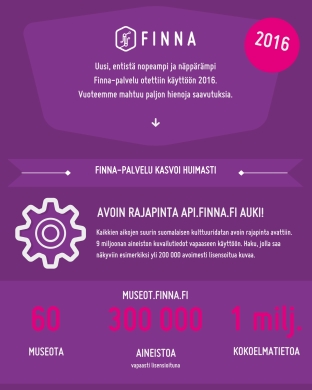 FINNA
2016
Uusi, entistä nopeampi ja näppärämpi
Finna-palvelu otettiin käyttöön 2016.
Vuoteemme mahtuu paljon hienoja saavutuksia.
FINNA-PALVELU KASVOI HUIMASTI
AVOIN RAJAPINTA API.FINNA.FI AUKI!
Kaikkien aikojen suurin suomalaisen kulttuuridatan avoin rajapinta avattiin.
9 miljoonan aineiston kuvailutiedot vapaaseen käyttöön. Haku, jolla saa
näkyviin esimerkiksi yli 200 000 avoimesti lisensoitua kuvaa.
MUSEOT.FINNA.FI
60 300 000 1 milj.
MUSEOTA AINEISTOA KOKOELMATIETOA
vapaasti lisensoituna